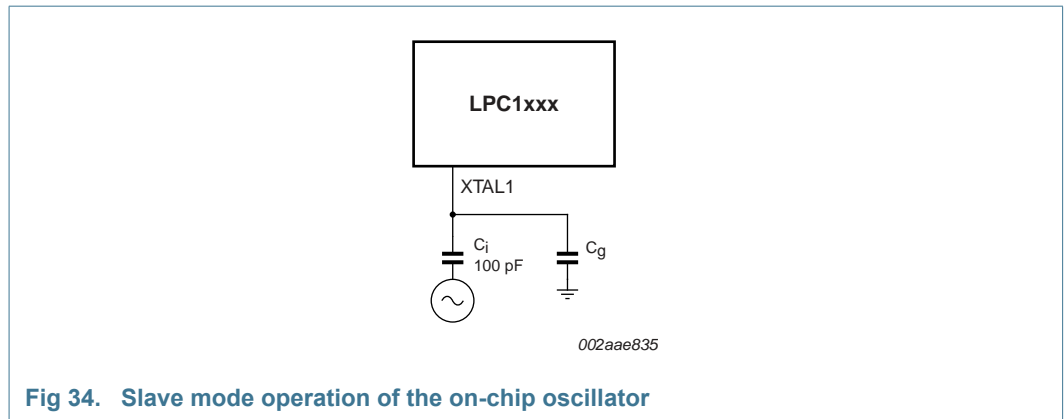 LPC1xxx
XTAL1
Ci
100 pF
Cg
002aae835
Fig 34. Slave mode operation of the on-chip oscillator